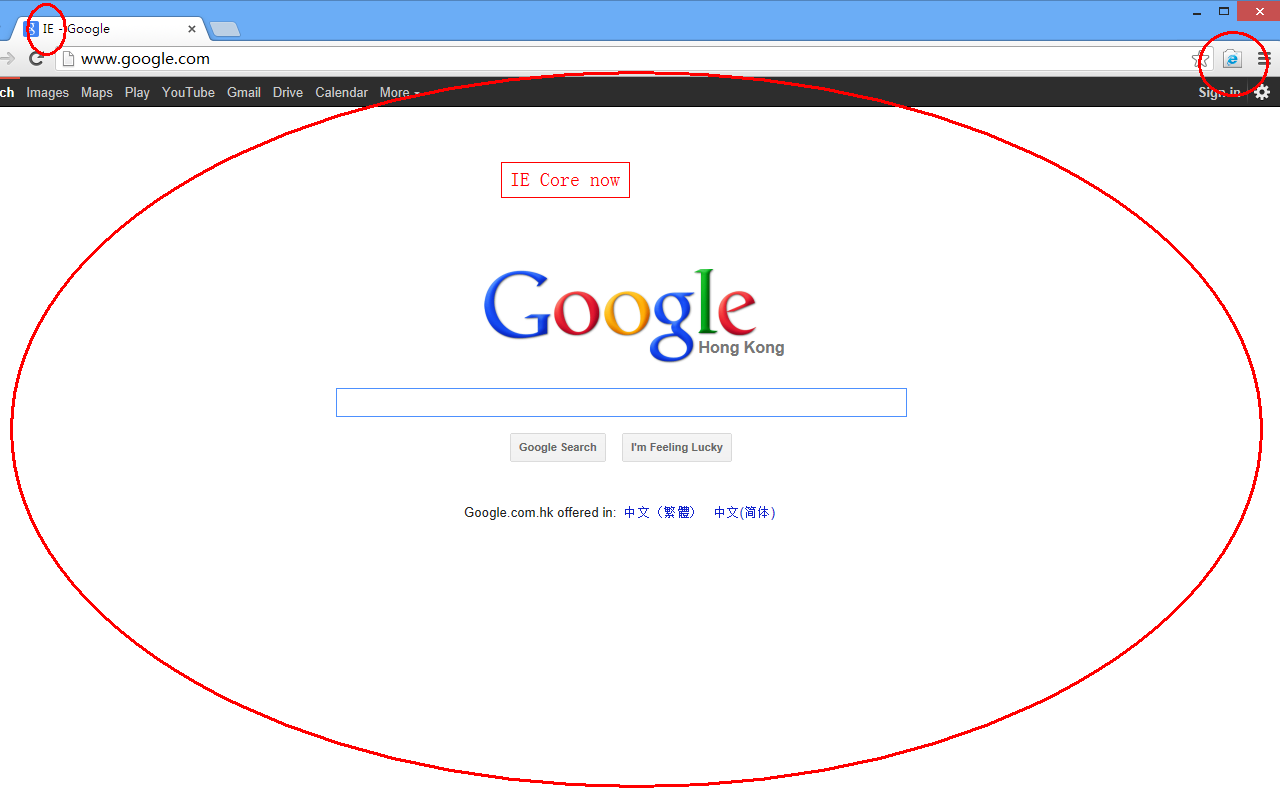 IE - Google
www.google.com
ch Images Maps Play YouTube Gmail Drive Calendar More Sign in
IE Core now
Google
Hong Kong
Google Search I'm Feeling Lucky
Google.com.hk offered in: 中文（繁體） 中文(简体)